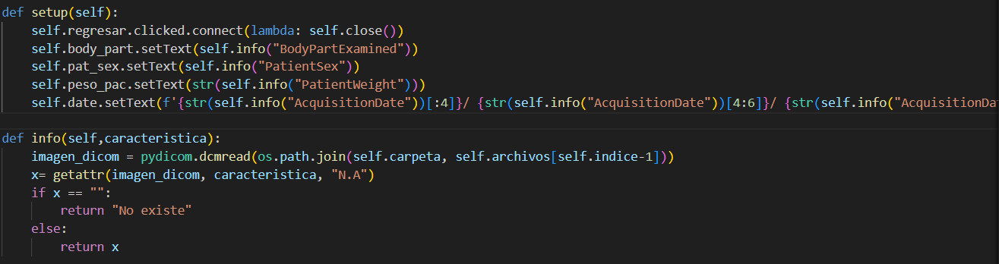 def setup(self):
    self.regresar.clicked.connect(lambda: self.close())
    self.body_part.setText(self.info("BodyPartExamined"))
    self.pat_sex.setText(self.info("PatientSex"))
    self.peso_pac.setText(str(self.info("PatientWeight")))
    self.date.setText(f'{str(self.info("AcquisitionDate"))[:4]}/ {str(self.info("AcquisitionDate"))[4:6]}/ {str(self.info("AcquisitionDa
def info(self,caracteristica):
    imagen_dicom = pydicom.dcmread(os.path.join(self.carpeta, self.archivos[self.indice-1]))
    x= getattr(imagen_dicom, caracteristica, "N.A")
    if x == "":
        return "No existe"
    else:
        return x